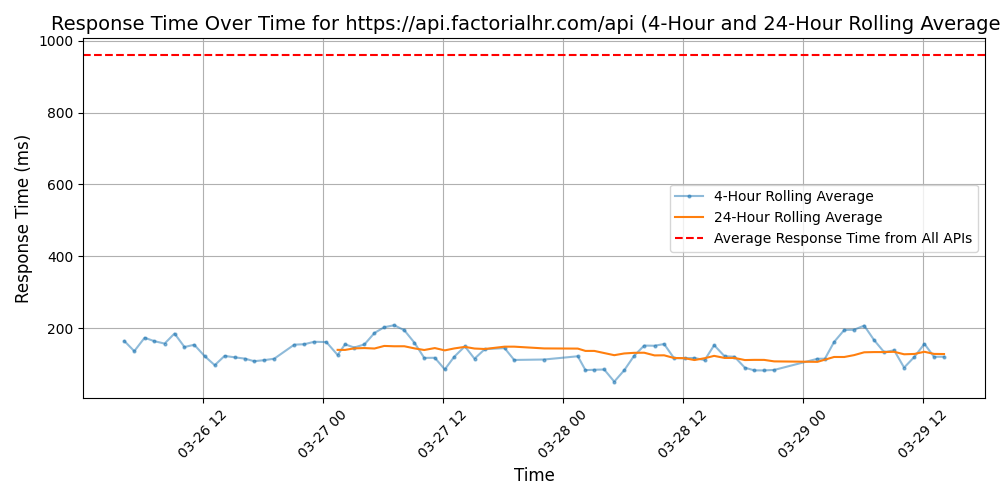 Response Time Over Time for https://api.factorialhr.com/api (4-Hour and 24-Hour Rolling Average
Response Time (ms)
1000
800
600
400
200
4-Hour Rolling Average
24-Hour Rolling Average
Average Response Time from All APIs
03-26 12
03-27 00
03-27 12
03-28 00
03-28 12
03-29 00
03-29 12
Time